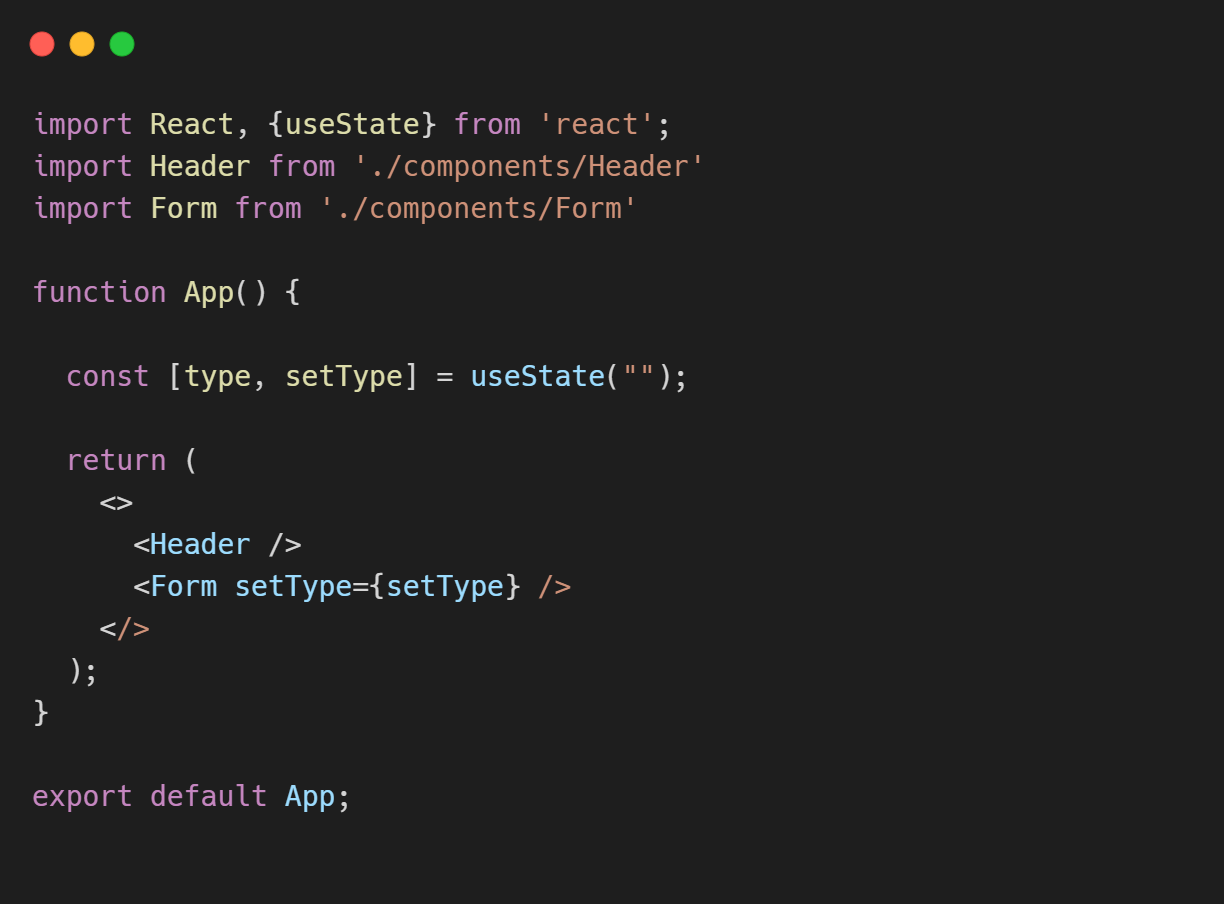 import React, {useState} from 'react';
import Header from './components/Header'
import Form from './components/Form'

function App() {

  const [type, setType] = useState("");

  return (
    <>
      <Header />
      <Form setType={setType} />
    </>
  );
}

export default App;